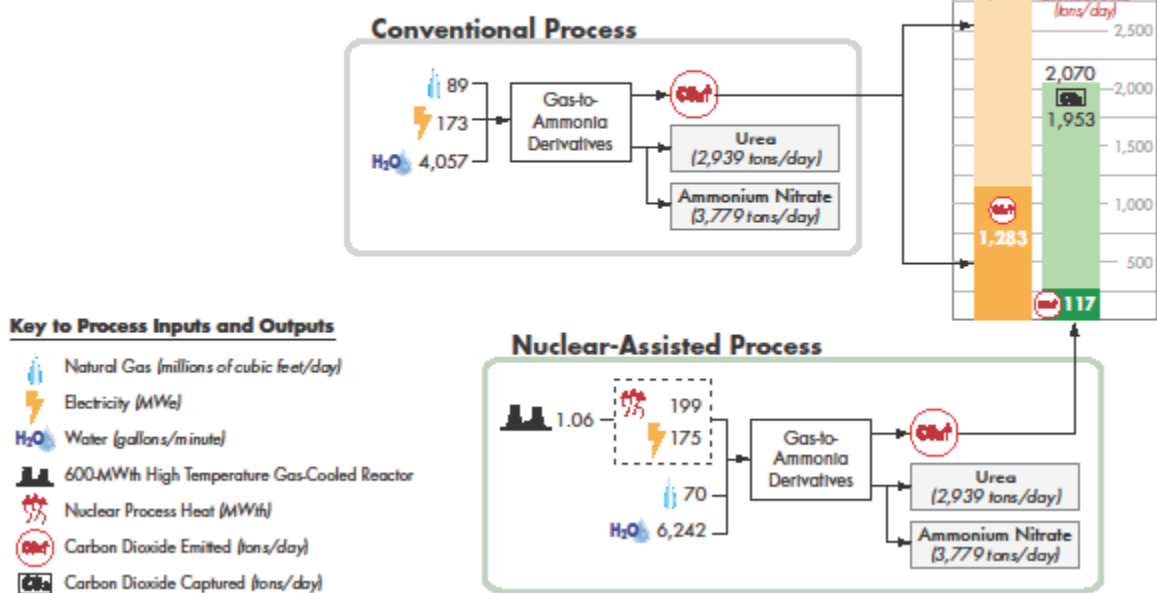 (tons/day)
2,500
Conventional Process
2,070
2,000
89
1,953
173
Gas-to-
Ammonia
Derivatives
CO₂
Urea
(2,939 tons/day)
1,500
H₂O 4,057
Ammonium Nitrate
(3,779 tons/day)
1,000
1,283
500
117
Key to Process Inputs and Outputs
Natural Gas (millions of cubic feet/day)
Electricity (MWe)
H₂O Water (gallons/minute)
600-MWth High Temperature Gas-Cooled Reactor
Nuclear Process Heat (MWth)
Carbon Dioxide Emitted (tons/day)
Carbon Dioxide Captured (tons/day)
Nuclear-Assisted Process
1.06
199
175
70
H₂O 6,242
Gas-to-
Ammonia
Derivatives
CO₂
Urea
(2,939 tons/day)
Ammonium Nitrate
(3,779 tons/day)